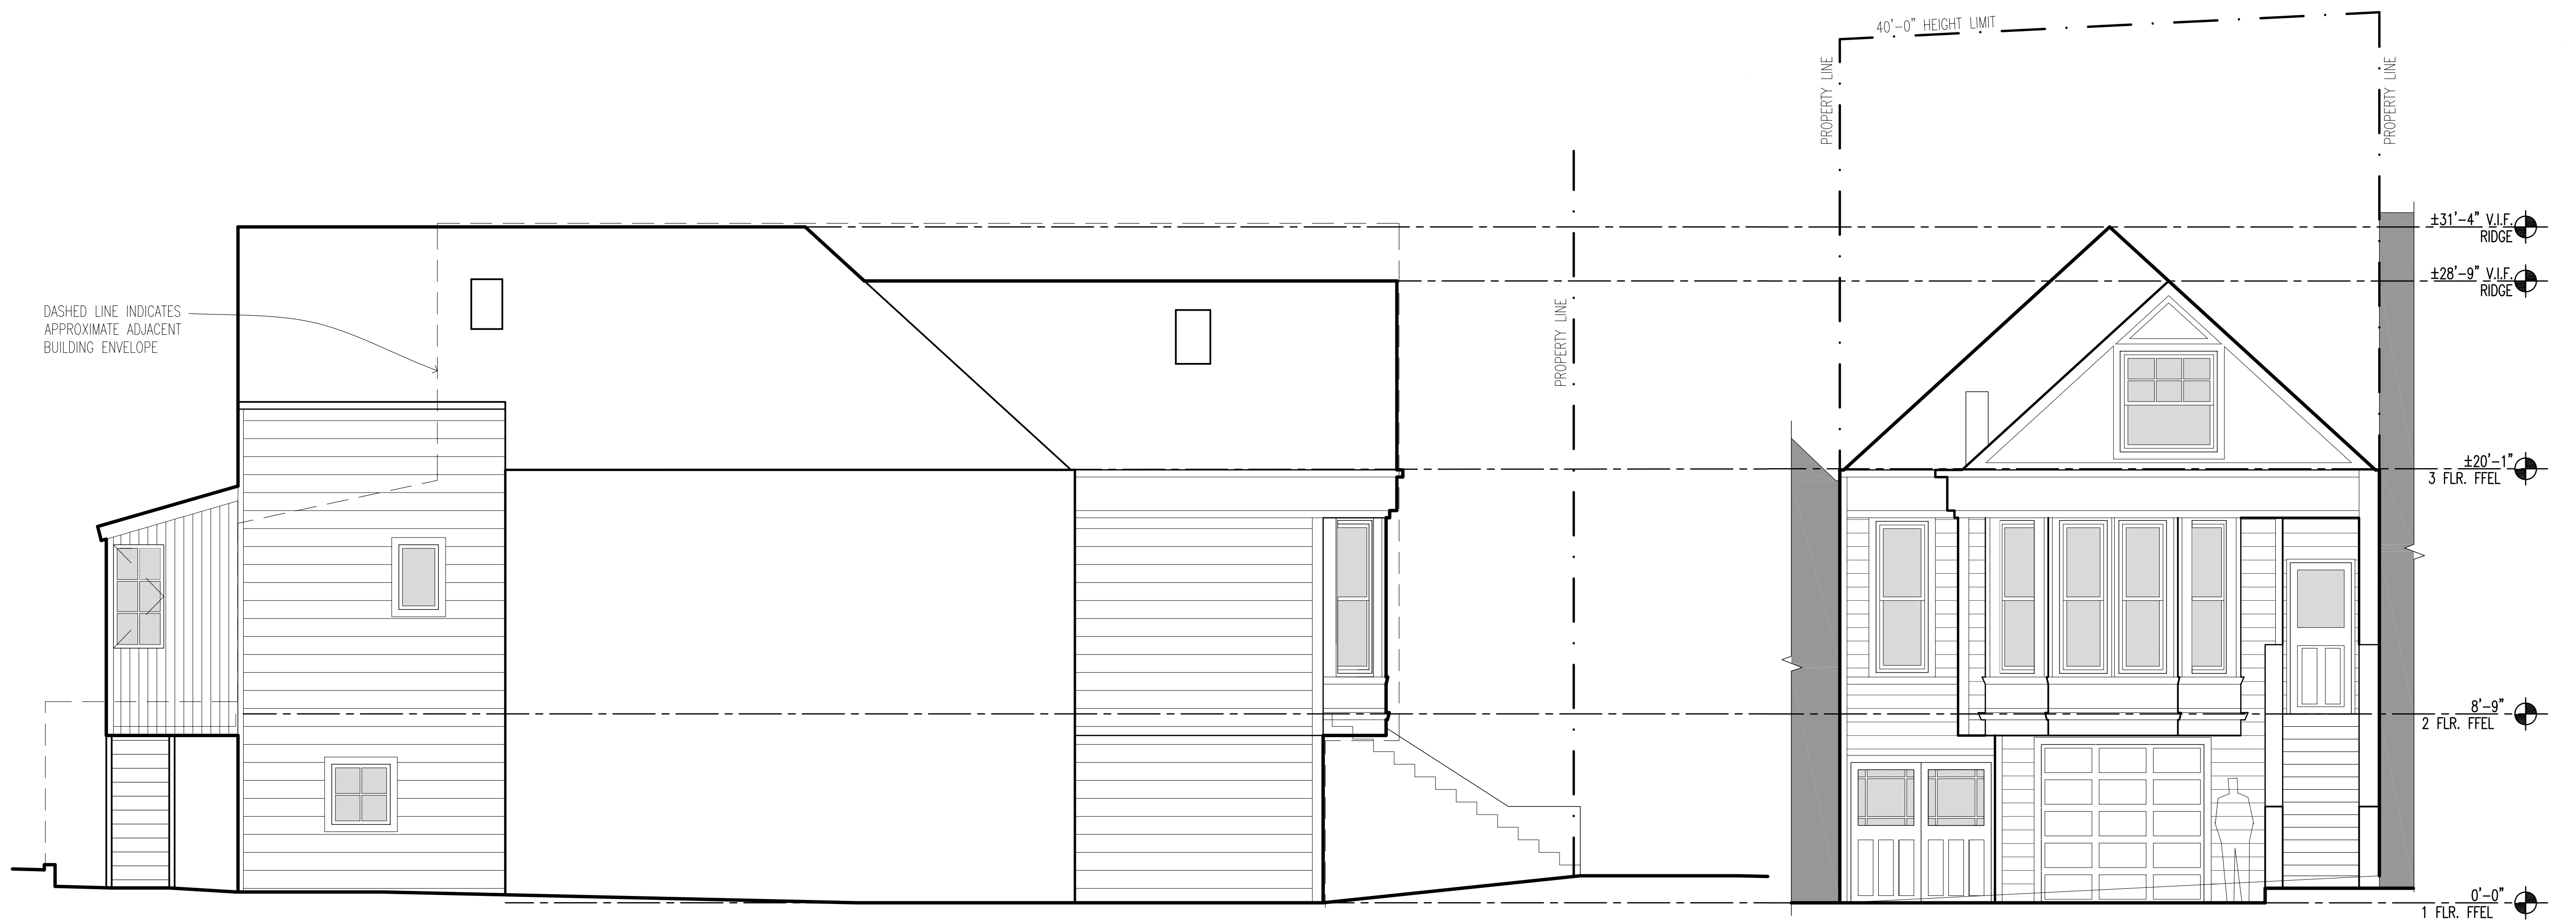 40'-0" HEIGHT LIMIT
PROPERTY LINE
PROPERTY LINE
±31'-4" V.I.F.
RIDGE
±28'-9" V.I.F.
RIDGE
DASHED LINE INDICATES
APPROXIMATE ADJACENT
BUILDING ENVELOPE
PROPERTY LINE
±20'-1"
3 FLR. FFEL
8'-9"
2 FLR. FFEL
0'-0"
1 FLR. FFEL